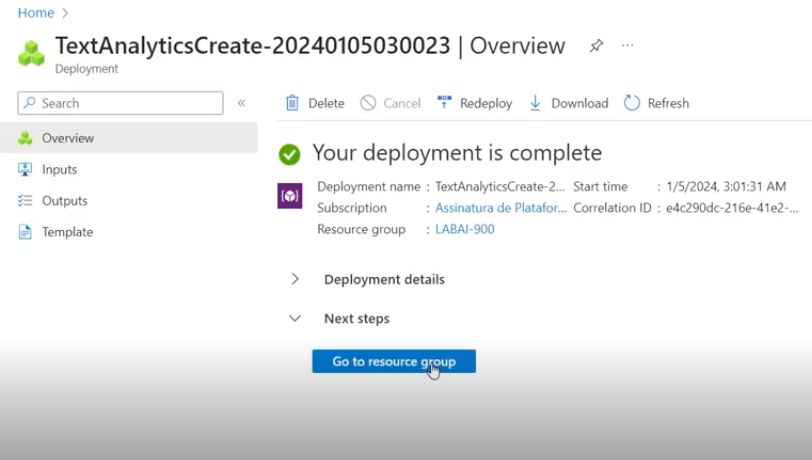 Home
TextAnalyticsCreate-20240105030023 | Overview
Deployment
Search
Delete
Cancel
Redeploy
Download
Refresh
Overview
Inputs
Outputs
Template
Your deployment is complete
Deployment name : TextAnalyticsCreate-2... Start time : 1/5/2024, 3:01:31 AM
Subscription : Assinatura de Platafor... Correlation ID : e4c290dc-216e-41e2-...
Resource group : LABAI-900
Deployment details
Next steps
Go to resource group